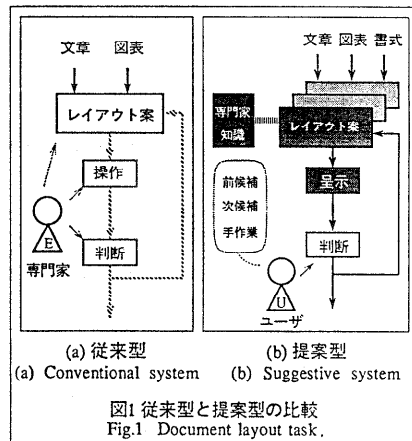 文章 図表
レイアウト案
操作
判断
E
専門家
(a) 従来型
(a) Conventional system
文章 図表 書式
専門家
知識
レイアウト案
呈示
前候補
次候補
手作業
判断
U
ユーザ
(b) 提案型
(b) Suggestive system
図1 従来型と提案型の比較
Fig.1 Document layout task.